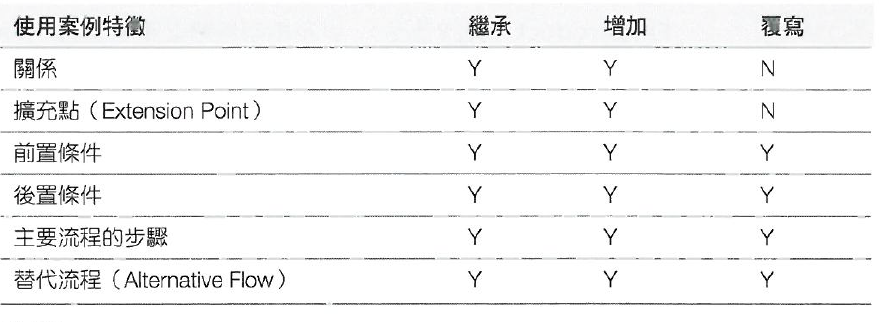 使用案例特徵 繼承 增加 覆寫
關係 Y Y N
擴充點（Extension Point） Y Y N
前置條件 Y Y Y
後置條件 Y Y Y
主要流程的步驟 Y Y Y
替代流程（Alternative Flow） Y Y Y